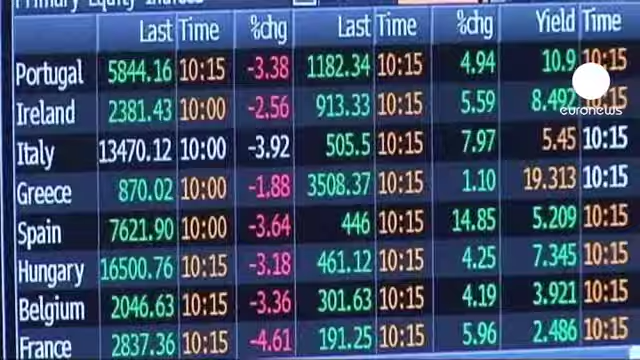 Primary Equity Indices
Last Time %chg Last Time %chg Yield Time
Portugal 5844.16 10:15 -3.38 1182.34 10:15 4.94 10.9 10:15
Ireland 2381.43 10:00 -2.56 913.33 10:15 5.59 8.497 10:15
euronews
Italy 13470.12 10:00 -3.92 505.5 10:15 7.97 5.45 10:15
Greece 870.02 10:00 -1.88 3508.37 10:15 1.10 19.313 10:15
Spain 7621.90 10:00 -3.64 446 10:15 14.85 5.209 10:15
Hungary 16500.76 10:15 -3.18 461.12 10:15 4.25 7.345 10:15
Belgium 2046.63 10:15 -3.36 301.63 10:15 4.19 3.921 10:15
France 2837.36 10:15 -4.61 191.25 10:15 5.96 2.486 10:15